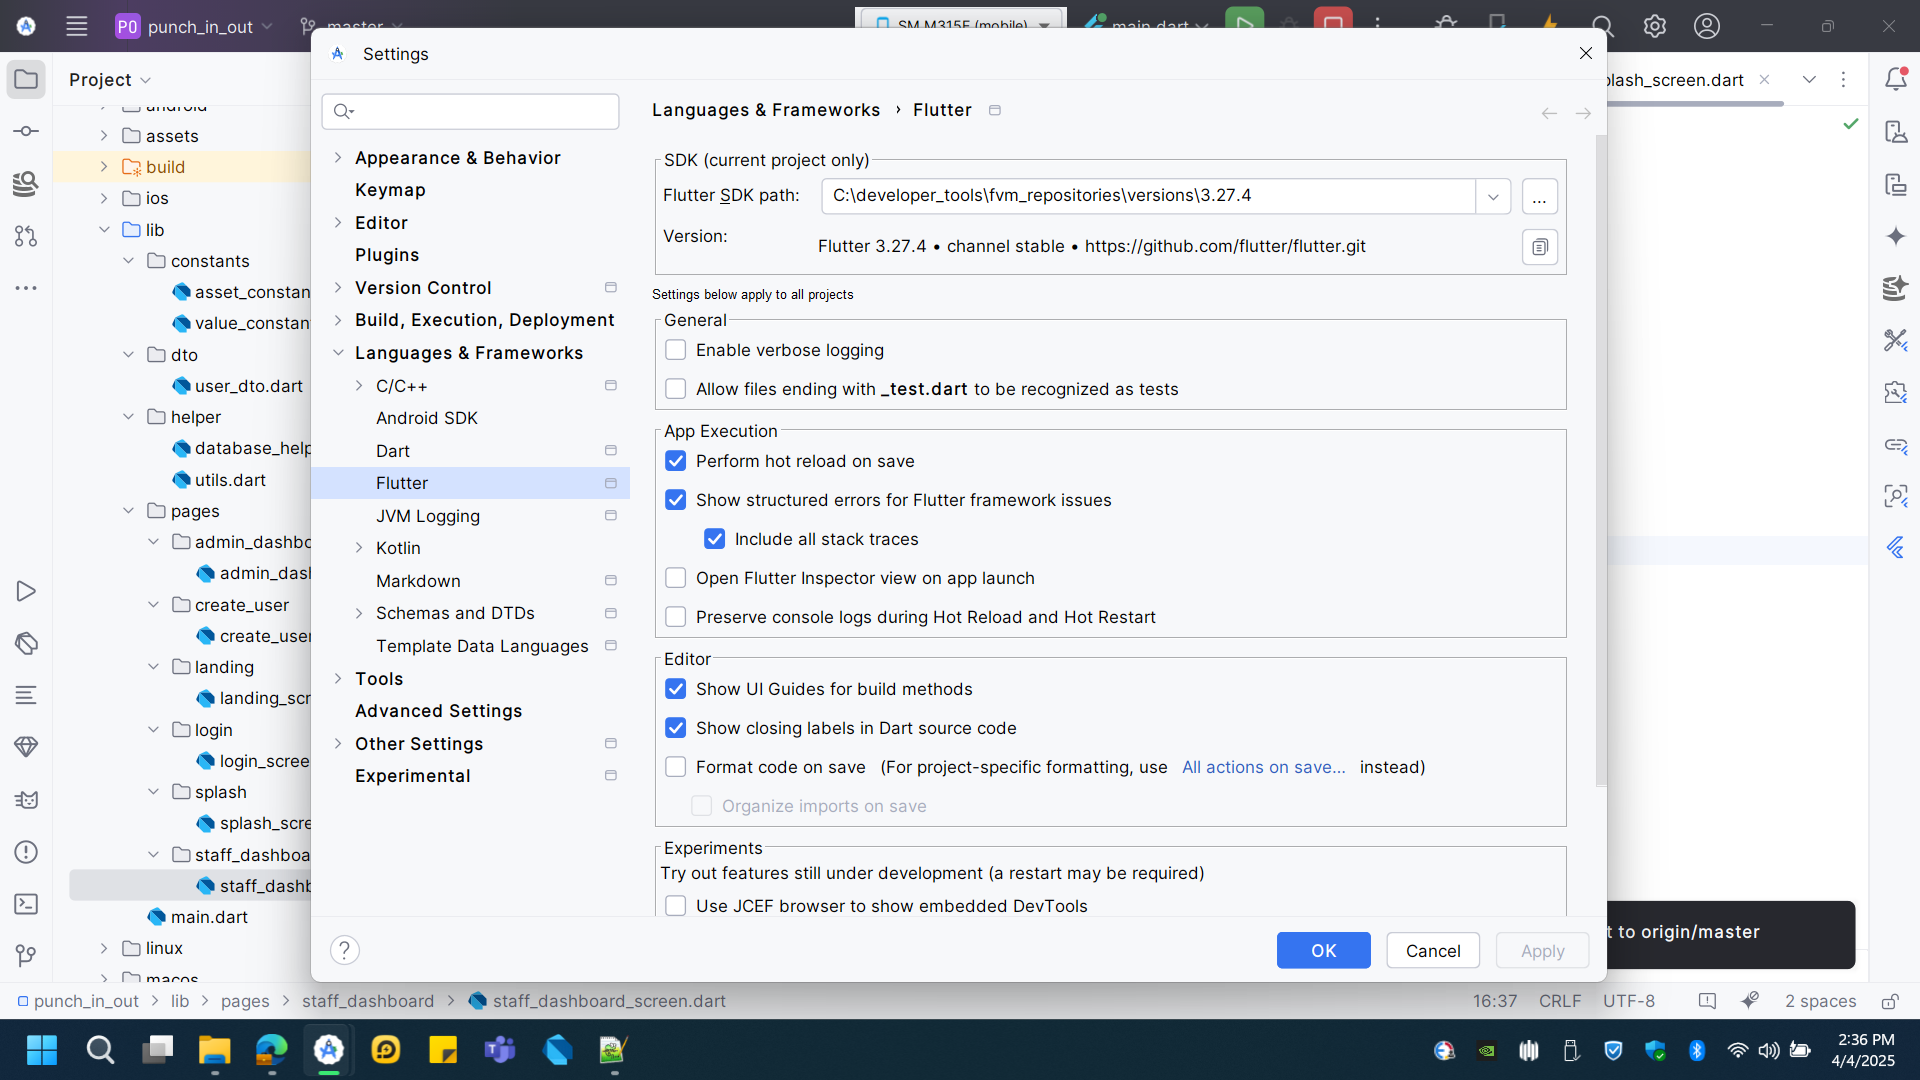 P0 punch_in_out
master
SM M315F (mobile)
main.dart
Settings
Project
splash_screen.dart
android
assets
build
ios
lib
constants
asset_constan
value_constan
dto
user_dto.dart
helper
database_help
utils.dart
pages
admin_dashbo
admin_dash
create_user
create_user
landing
landing_scr
login
login_scree
splash
splash_scre
staff_dashboa
staff_dashb
main.dart
linux
macos
Appearance & Behavior
Keymap
Editor
Plugins
Version Control
Build, Execution, Deployment
Languages & Frameworks
C/C++
Android SDK
Dart
Flutter
JVM Logging
Kotlin
Markdown
Schemas and DTDs
Template Data Languages
Tools
Advanced Settings
Other Settings
Experimental
?
Languages & Frameworks › Flutter
SDK (current project only)
Flutter SDK path: C:\developer_tools\fvm_repositories\versions\3.27.4 ...
Version: Flutter 3.27.4 • channel stable • https://github.com/flutter/flutter.git
Settings below apply to all projects
General
Enable verbose logging
Allow files ending with _test.dart to be recognized as tests
App Execution
Perform hot reload on save
Show structured errors for Flutter framework issues
Include all stack traces
Open Flutter Inspector view on app launch
Preserve console logs during Hot Reload and Hot Restart
Editor
Show UI Guides for build methods
Show closing labels in Dart source code
Format code on save (For project-specific formatting, use All actions on save... instead)
Organize imports on save
Experiments
Try out features still under development (a restart may be required)
Use JCEF browser to show embedded DevTools
OK Cancel Apply
t to origin/master
punch_in_out > lib > pages > staff_dashboard > staff_dashboard_screen.dart
16:37 CRLF UTF-8 2 spaces
2:36 PM
4/4/2025